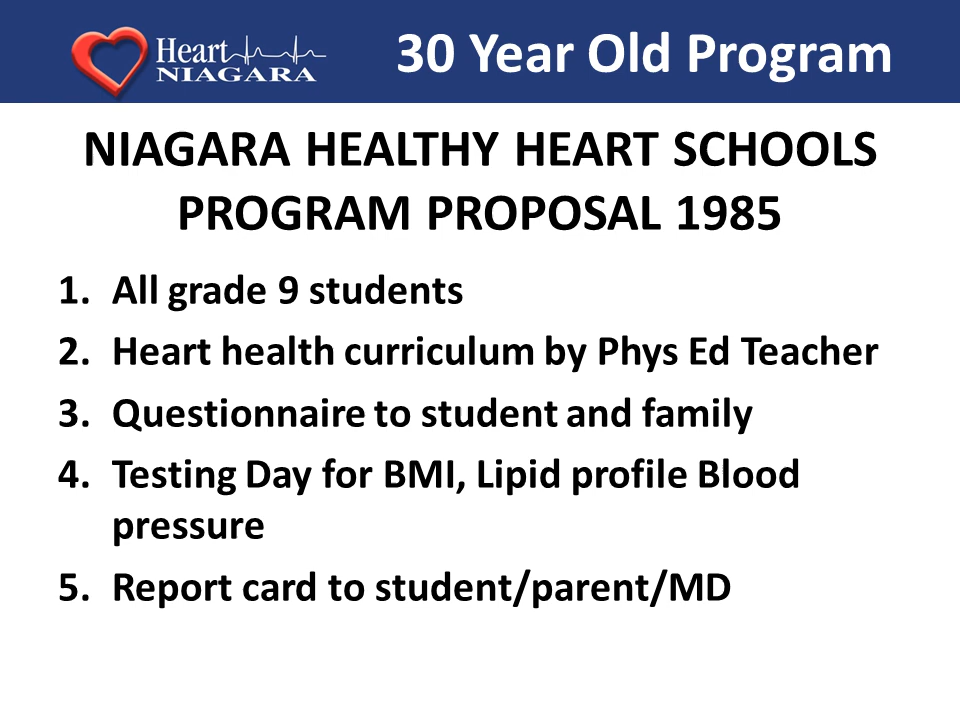 Heart
NIAGARA
30 Year Old Program
NIAGARA HEALTHY HEART SCHOOLS
PROGRAM PROPOSAL 1985
1. All grade 9 students
2. Heart health curriculum by Phys Ed Teacher
3. Questionnaire to student and family
4. Testing Day for BMI, Lipid profile Blood
pressure
5. Report card to student/parent/MD